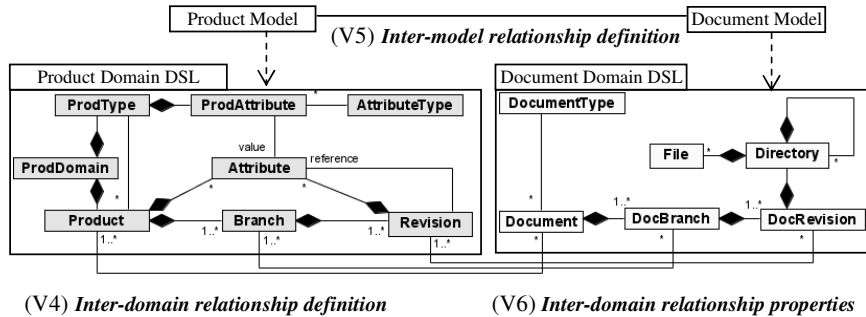 Product Model
Document Model
(V5) Inter-model relationship definition
Product Domain DSL
Document Domain DSL
ProdType
ProdAttribute
*
AttributeType
DocumentType
value
reference
ProdDomain
Attribute
File
*
Directory
*
*
*
*
*
1..*
1..*
Product
Branch
Revision
Document
DocBranch
DocRevision
1..*
1..*
1..*
1..*
1..*
*
*
*
(V4) Inter-domain relationship definition
(V6) Inter-domain relationship properties